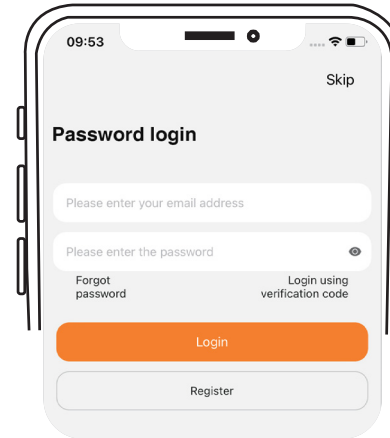 09:53
Skip
Password login
Please enter your email address
Please enter the password
Forgot
password
Login using
verification code
Login
Register